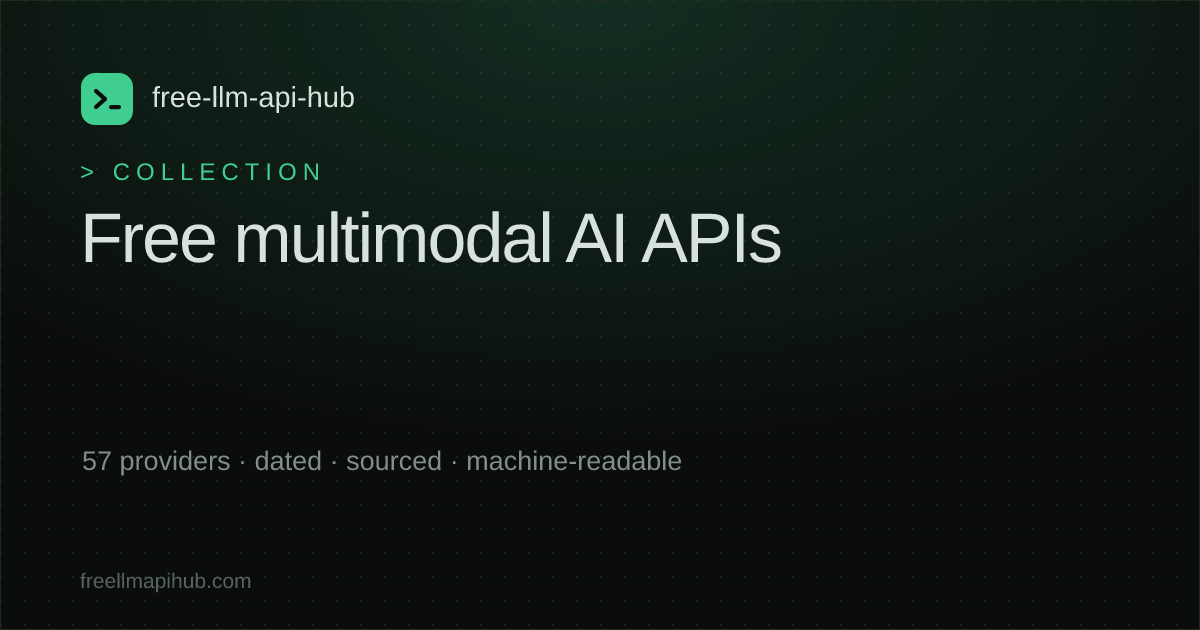 free-llm-api-hub
> COLLECTION
Free multimodal AI APIs
57 providers · dated · sourced · machine-readable
freellmapihub.com